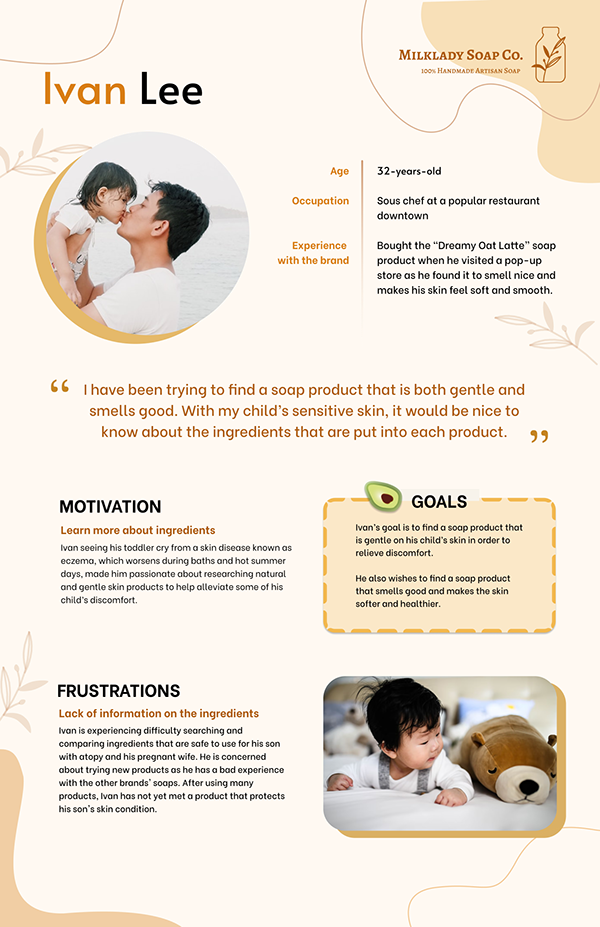 Ivan Lee
MILKLADY SOAP CO.
100% HANDMADE ARTISAN SOAP
Age
32-years-old
Occupation
Sous chef at a popular restaurant
downtown
Experience
with the brand
Bought the “Dreamy Oat Latte” soap
product when he visited a pop-up
store as he found it to smell nice and
makes his skin feel soft and smooth.
“ I have been trying to find a soap product that is both gentle and
smells good. With my child’s sensitive skin, it would be nice to
know about the ingredients that are put into each product. ”
MOTIVATION
Learn more about ingredients
Ivan seeing his toddler cry from a skin disease known as
eczema, which worsens during baths and hot summer
days, made him passionate about researching natural
and gentle skin products to help alleviate some of his
child’s discomfort.
GOALS
Ivan’s goal is to find a soap product that
is gentle on his child’s skin in order to
relieve discomfort.
He also wishes to find a soap product
that smells good and makes the skin
softer and healthier.
FRUSTRATIONS
Lack of information on the ingredients
Ivan is experiencing difficulty searching and
comparing ingredients that are safe to use for his son
with atopy and his pregnant wife. He is concerned
about trying new products as he has a bad experience
with the other brands’ soaps. After using many
products, Ivan has not yet met a product that protects
his son’s skin condition.